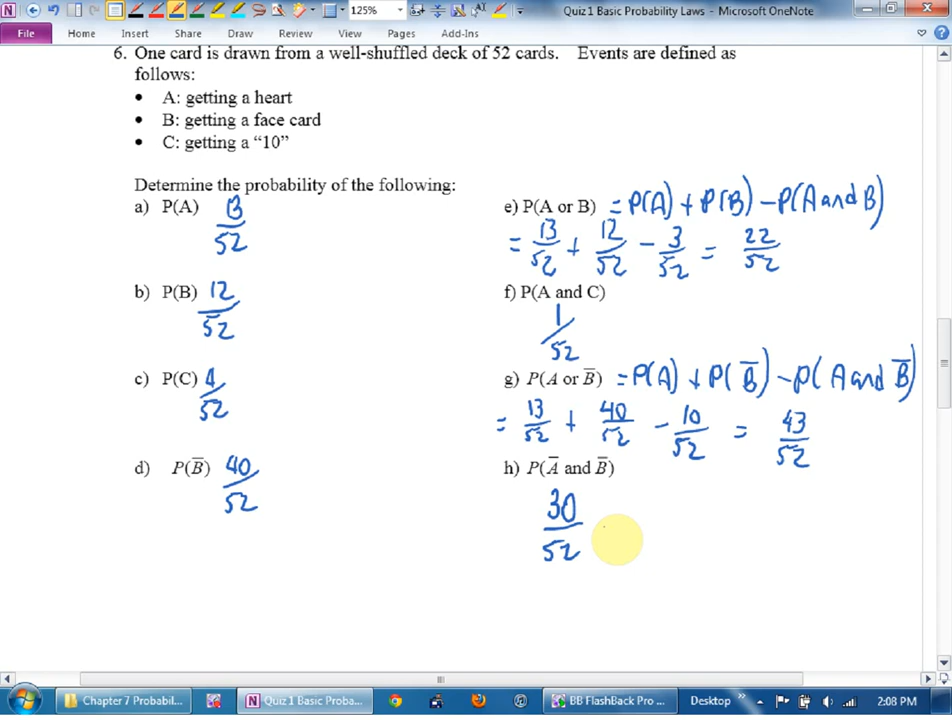 Quiz 1 Basic Probability Laws - Microsoft OneNote
125%
File Home Insert Share Draw Review Pages View Add-Ins
6. One card is drawn from a well-shuffled deck of 52 cards. Events are defined as
follows:
• A: getting a heart
• B: getting a face card
• C: getting a “10”
Determine the probability of the following:
a) P(A) 13/52
b) P(B) 12/52
c) P(C) 4/52
d) P(B̅) 40/52
e) P(A or B) = P(A) + P(B) - P(A and B)
= 13/52 + 12/52 - 3/52 = 22/52
f) P(A and C)
1/52
g) P(A or B̅) = P(A) + P(B̅) - P(A and B̅)
= 13/52 + 40/52 - 10/52 = 43/52
h) P(A̅ and B̅)
30/52
Chapter 7 Probabil...
Quiz 1 Basic Proba...
BB FlashBack Pro ...
Desktop
2:08 PM